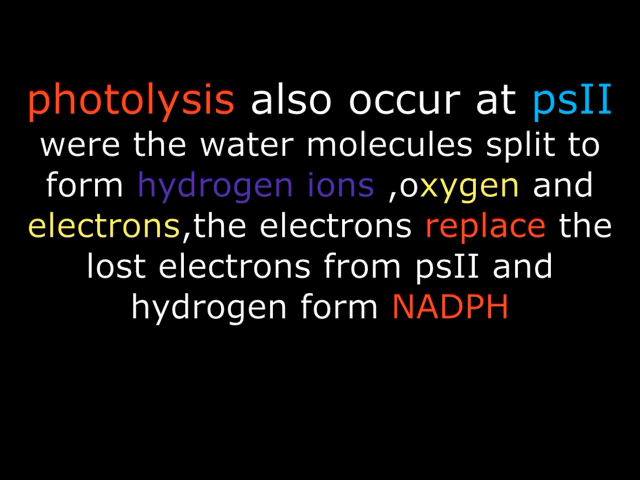 photolysis also occur at psII
were the water molecules split to
form hydrogen ions ,oxygen and
electrons,the electrons replace the
lost electrons from psII and
hydrogen form NADPH